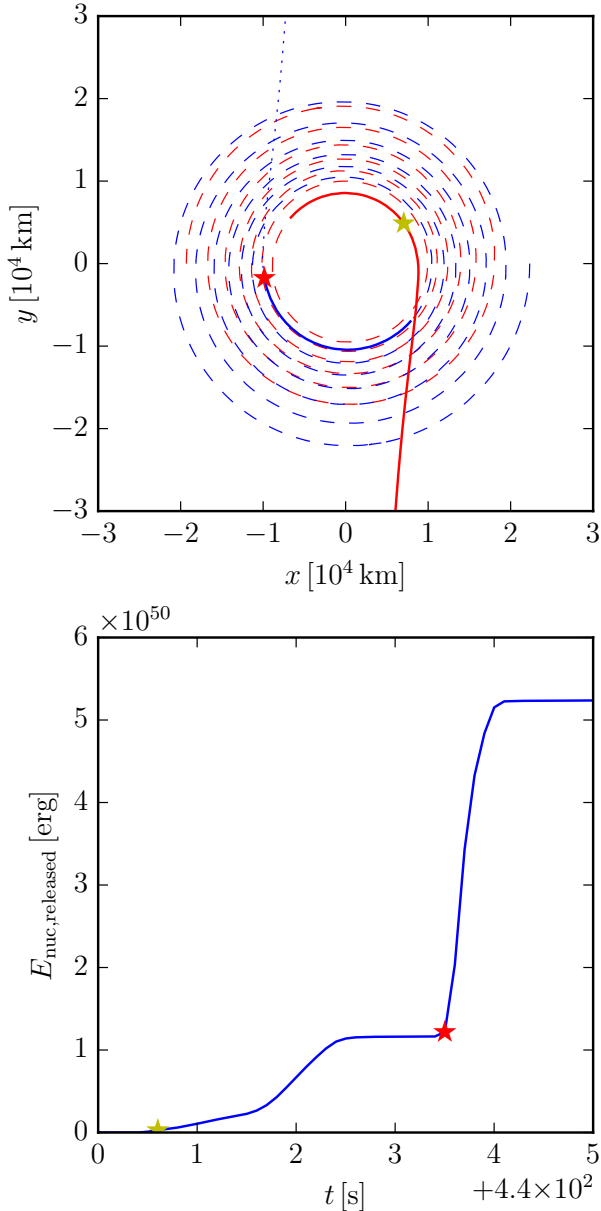 3
2
1
0
−1
−2
−3
−3 −2 −1 0 1 2 3
y [10⁴ km]
x [10⁴ km]
×10⁵⁰
6
5
4
3
2
1
0
0 1 2 3 4 5
E_nuc,released [erg]
t [s]
+4.4×10²